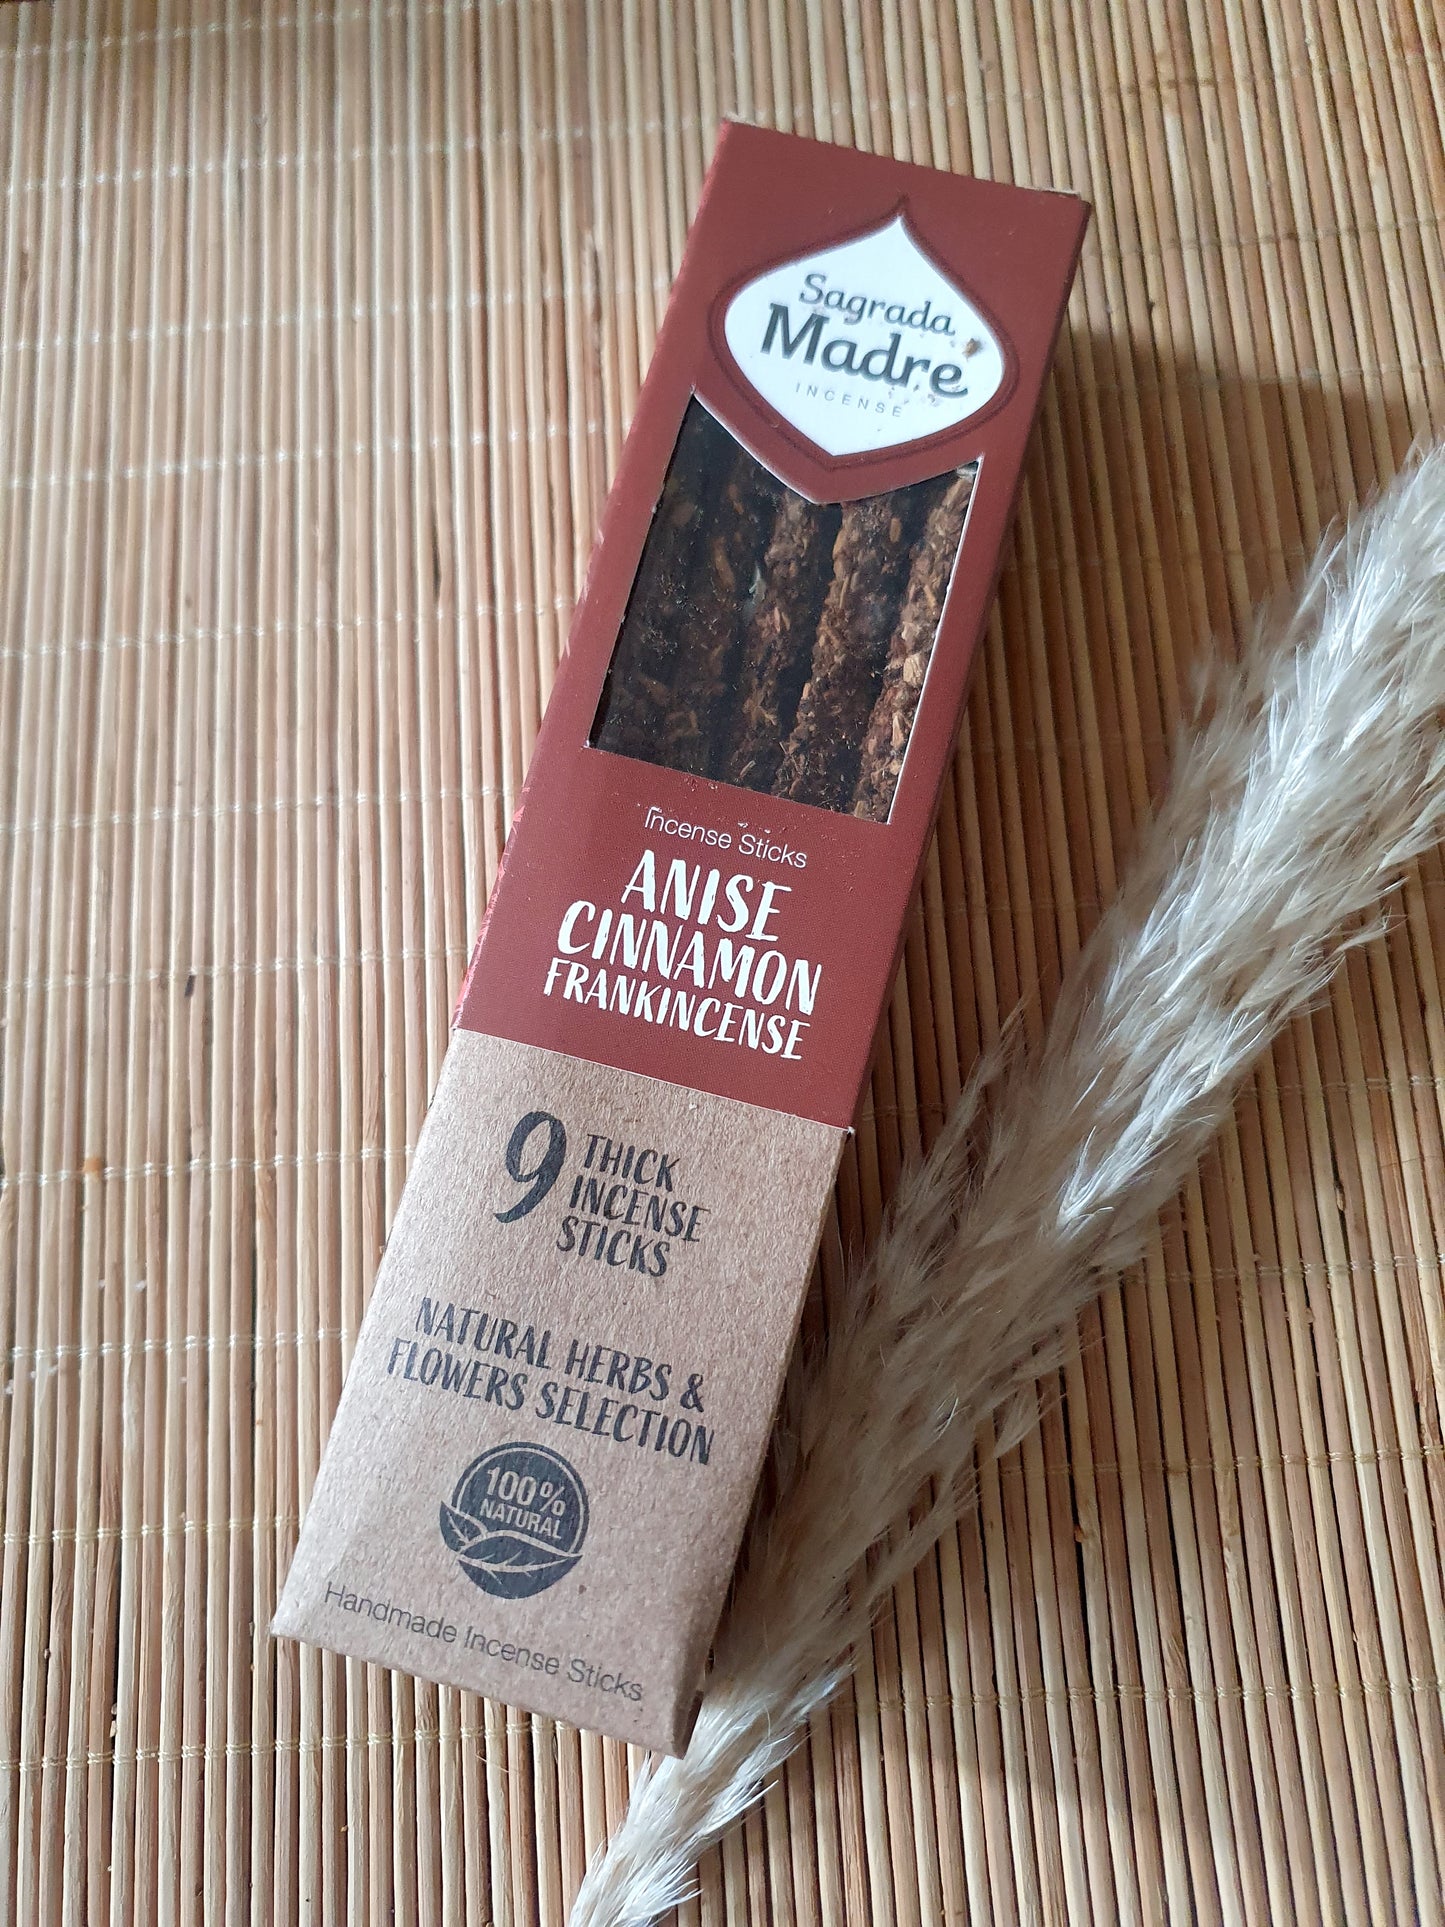 Sagrada
Madre
INCENSE
Incense Sticks
ANISE
CINNAMON
FRANKINCENSE
9 THICK
INCENSE
STICKS
NATURAL HERBS &
FLOWERS SELECTION
100%
NATURAL
Handmade Incense Sticks